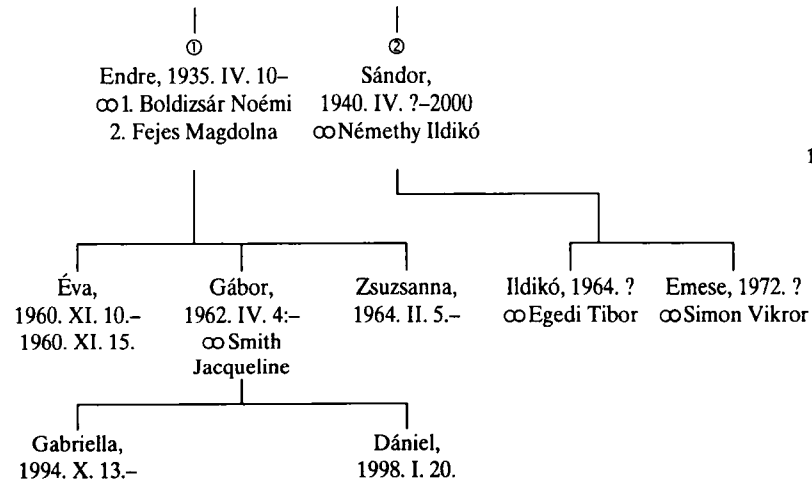 ①
Endre, 1935. IV. 10–
∞ 1. Boldizsár Noémi
2. Fejes Magdolna
②
Sándor,
1940. IV. ?–2000
∞ Némethy Ildikó
1
Éva,
1960. XI. 10.–
1960. XI. 15.
Gábor,
1962. IV. 4:–
∞ Smith
Jacqueline
Zsuzsanna,
1964. II. 5.–
Ildikó, 1964. ?
∞ Egedi Tibor
Emese, 1972. ?
∞ Simon Vikror
Gabriella,
1994. X. 13.–
Dániel,
1998. I. 20.